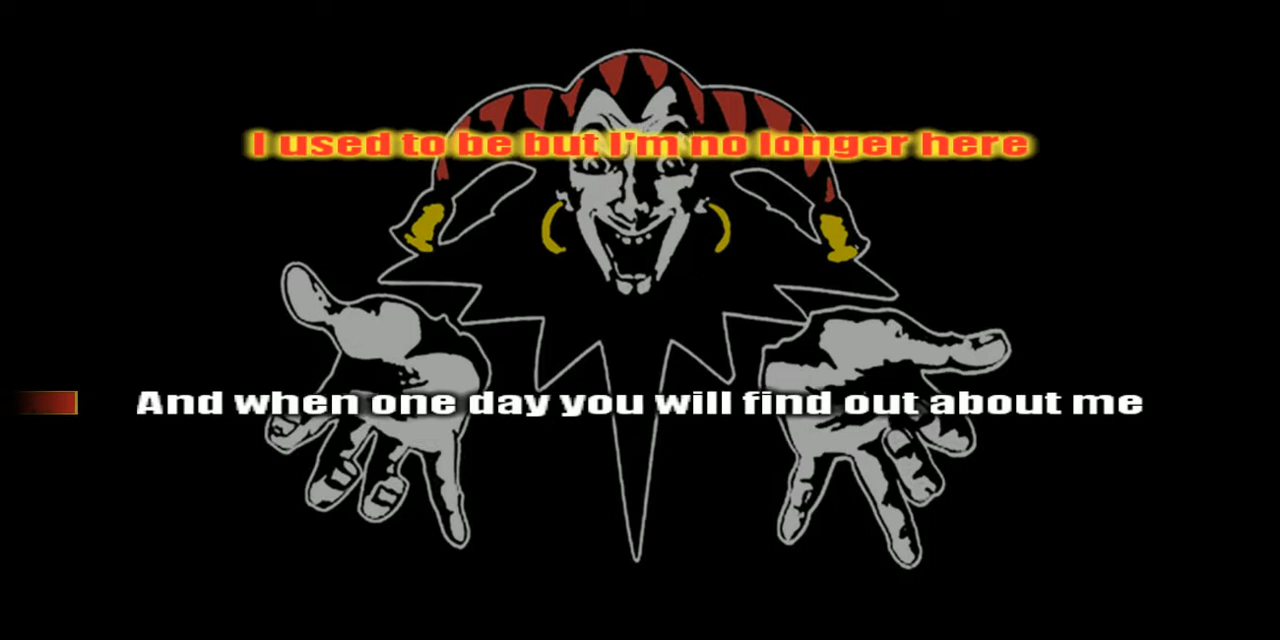 I used to be but I'm no longer here
And when one day you will find out about me